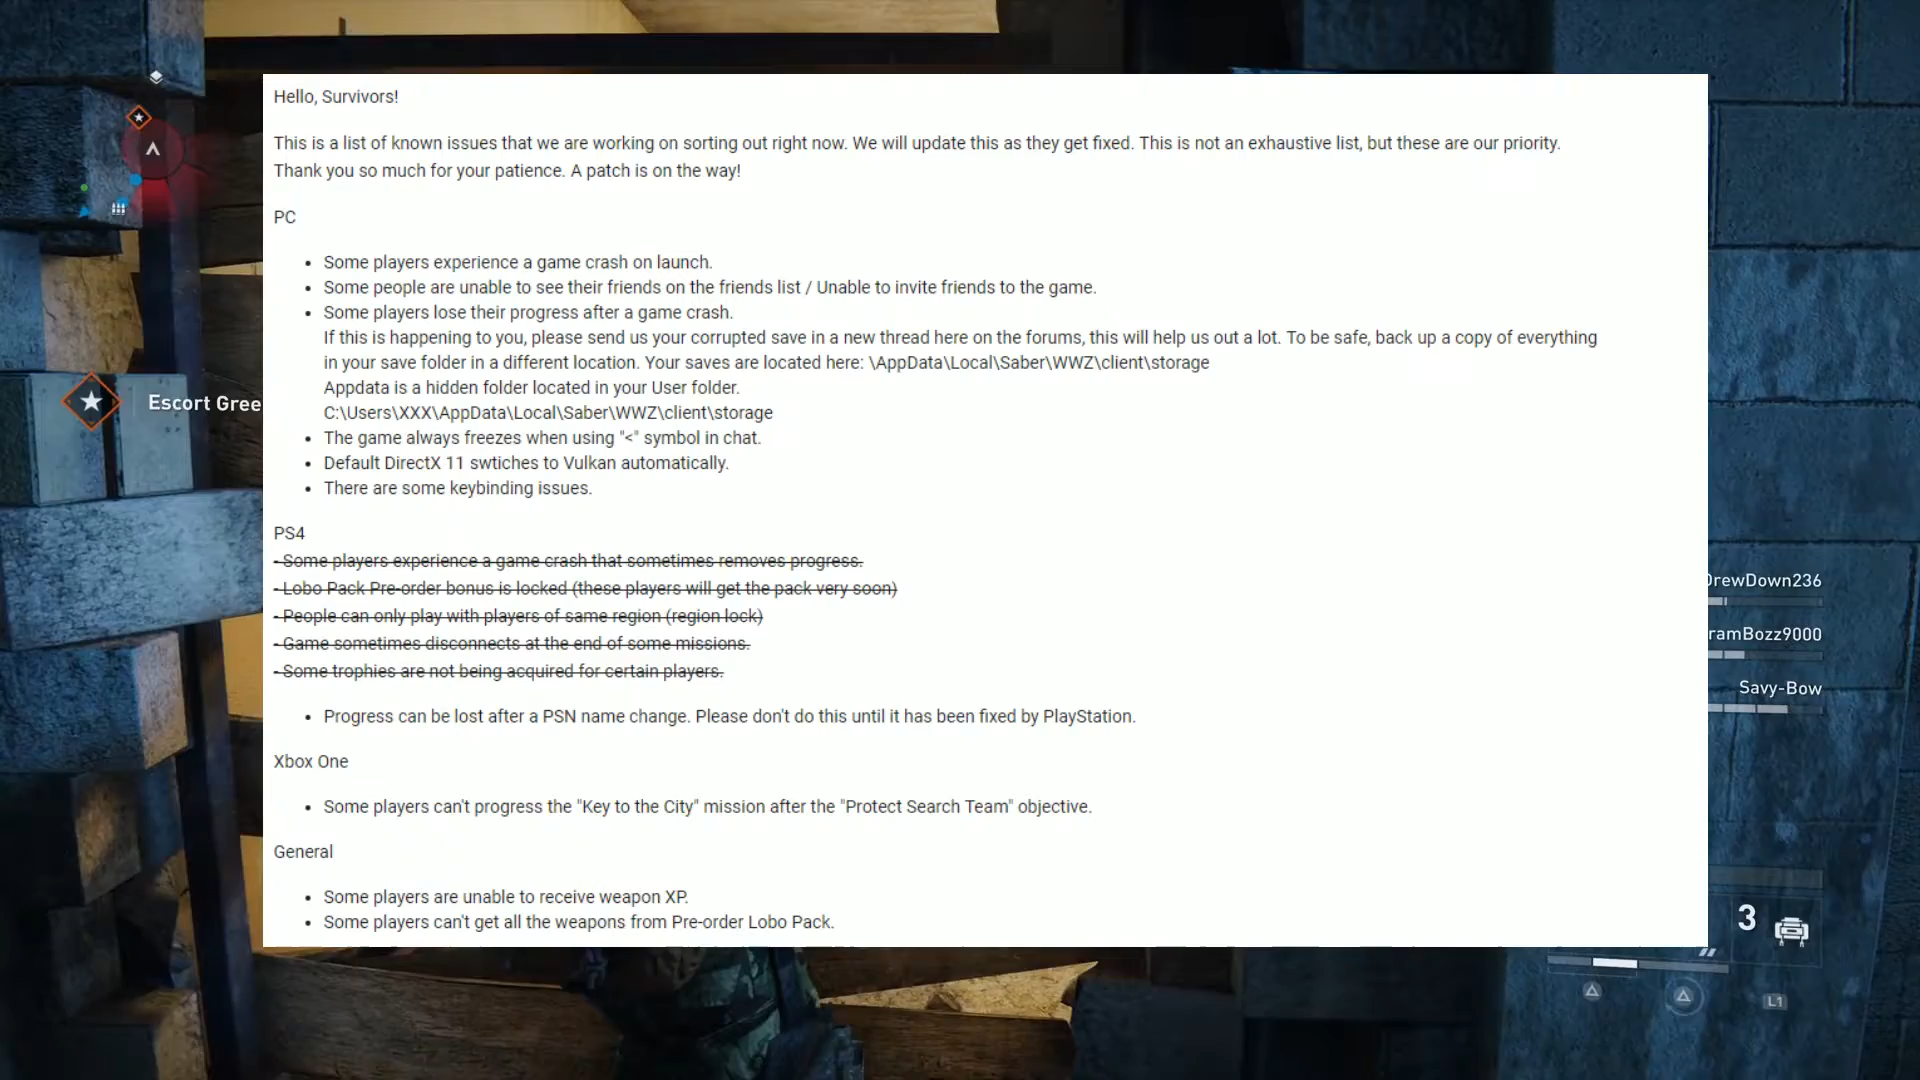 Hello, Survivors!
This is a list of known issues that we are working on sorting out right now. We will update this as they get fixed. This is not an exhaustive list, but these are our priority.
Thank you so much for your patience. A patch is on the way!
PC
• Some players experience a game crash on launch.
• Some people are unable to see their friends on the friends list / Unable to invite friends to the game.
• Some players lose their progress after a game crash.
If this is happening to you, please send us your corrupted save in a new thread here on the forums, this will help us out a lot. To be safe, back up a copy of everything
in your save folder in a different location. Your saves are located here: \AppData\Local\Saber\WWZ\client\storage
Appdata is a hidden folder located in your User folder.
C:\Users\XXX\AppData\Local\Saber\WWZ\client\storage
• The game always freezes when using "<" symbol in chat.
• Default DirectX 11 swtiches to Vulkan automatically.
• There are some keybinding issues.
PS4
- Some players experience a game crash that sometimes removes progress.
- Lobo Pack Pre-order bonus is locked (these players will get the pack very soon)
- People can only play with players of same region (region lock)
- Game sometimes disconnects at the end of some missions.
- Some trophies are not being acquired for certain players.
• Progress can be lost after a PSN name change. Please don't do this until it has been fixed by PlayStation.
Xbox One
• Some players can't progress the "Key to the City" mission after the "Protect Search Team" objective.
General
• Some players are unable to receive weapon XP.
• Some players can't get all the weapons from Pre-order Lobo Pack.
Escort Gree
DrewDown236
ramBozz9000
Savy-Bow
3
L1